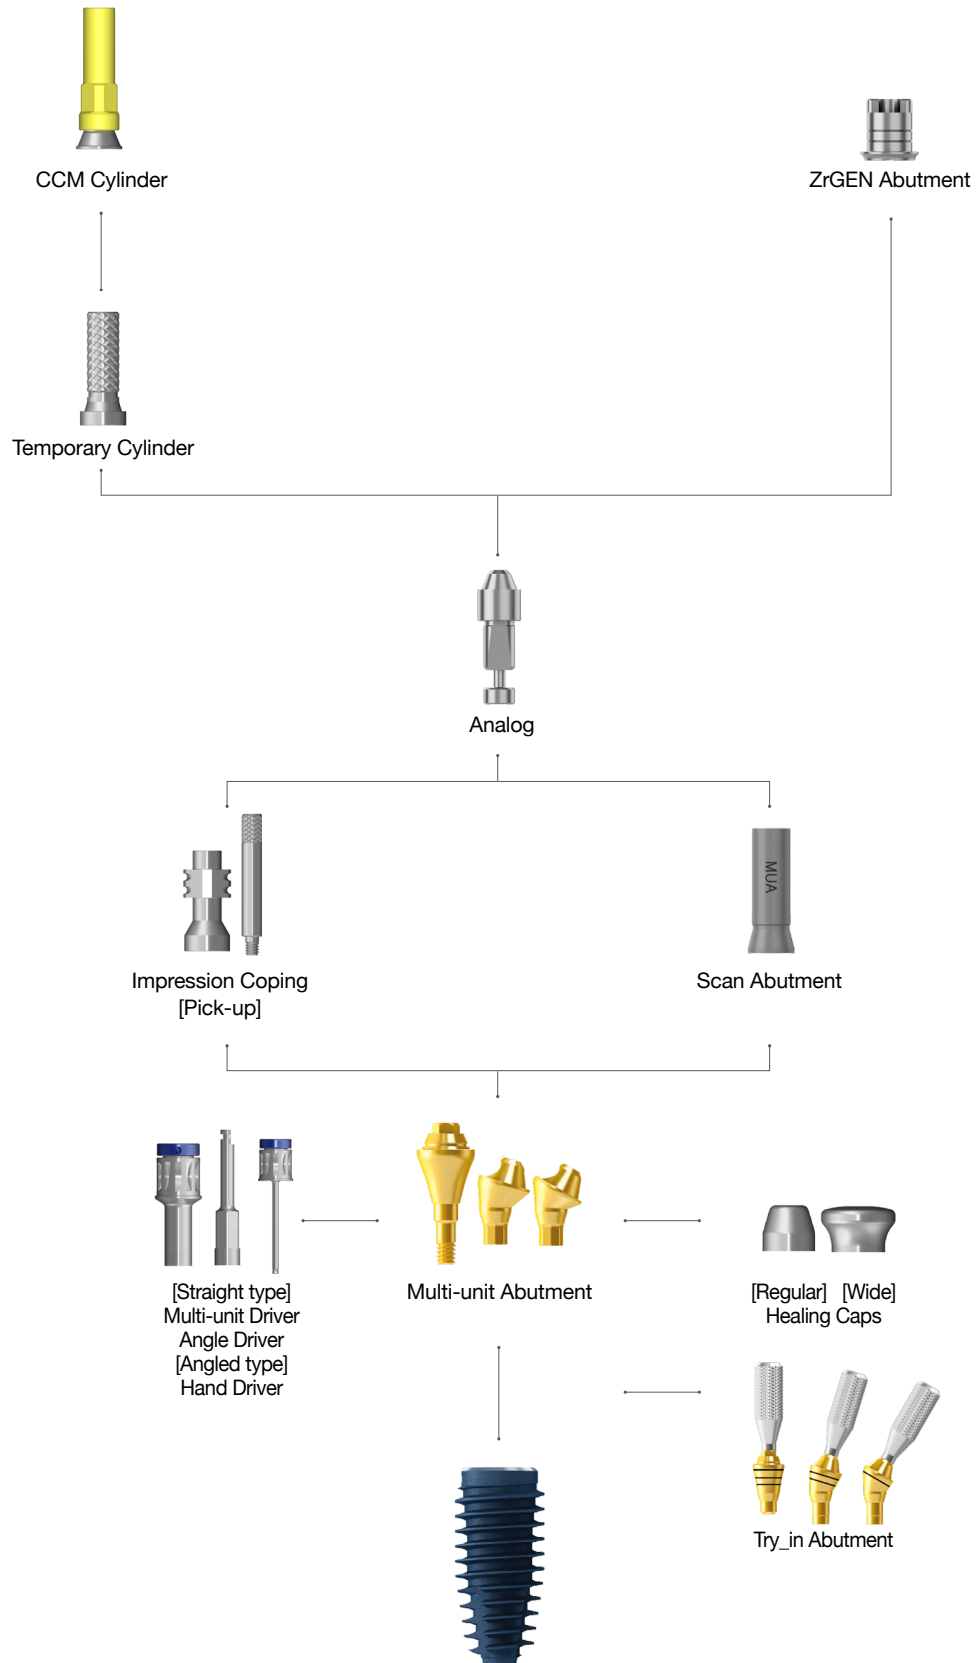 CCM Cylinder
ZrGEN Abutment
Temporary Cylinder
Analog
MUA
Impression Coping
[Pick-up]
Scan Abutment
[Straight type]
Multi-unit Driver
Angle Driver
[Angled type]
Hand Driver
Multi-unit Abutment
[Regular] [Wide]
Healing Caps
Try_in Abutment